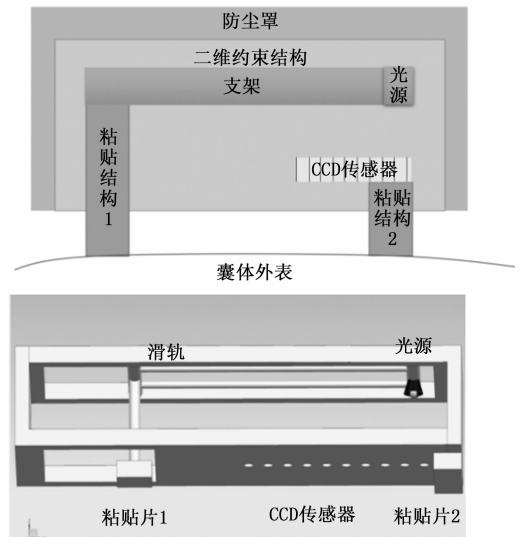 防尘罩
二维约束结构
支架
光源
粘贴结构1
CCD传感器
粘贴结构2
囊体外表
滑轨
光源
粘贴片1
CCD传感器
粘贴片2